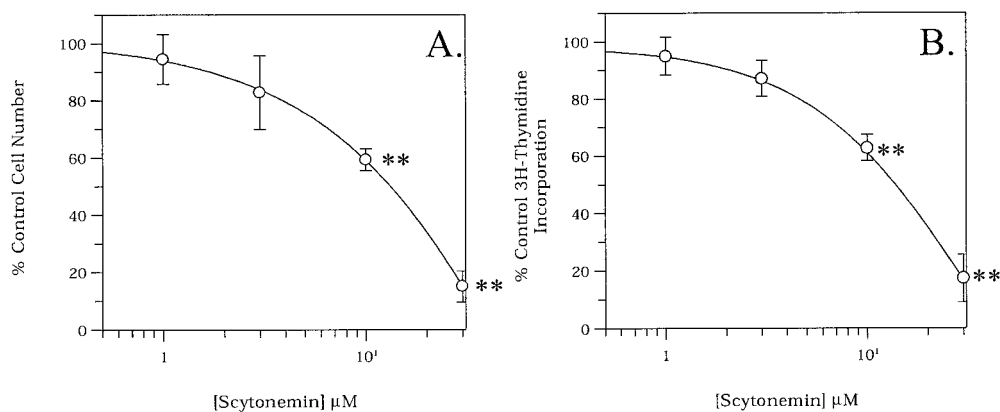 A.
100
80
60
40
20
0
% Control Cell Number
**
**
1
10¹
[Scytonemin] μM
B.
100
80
60
40
20
0
% Control 3H-Thymidine
Incorporation
**
**
1
10¹
[Scytonemin] μM